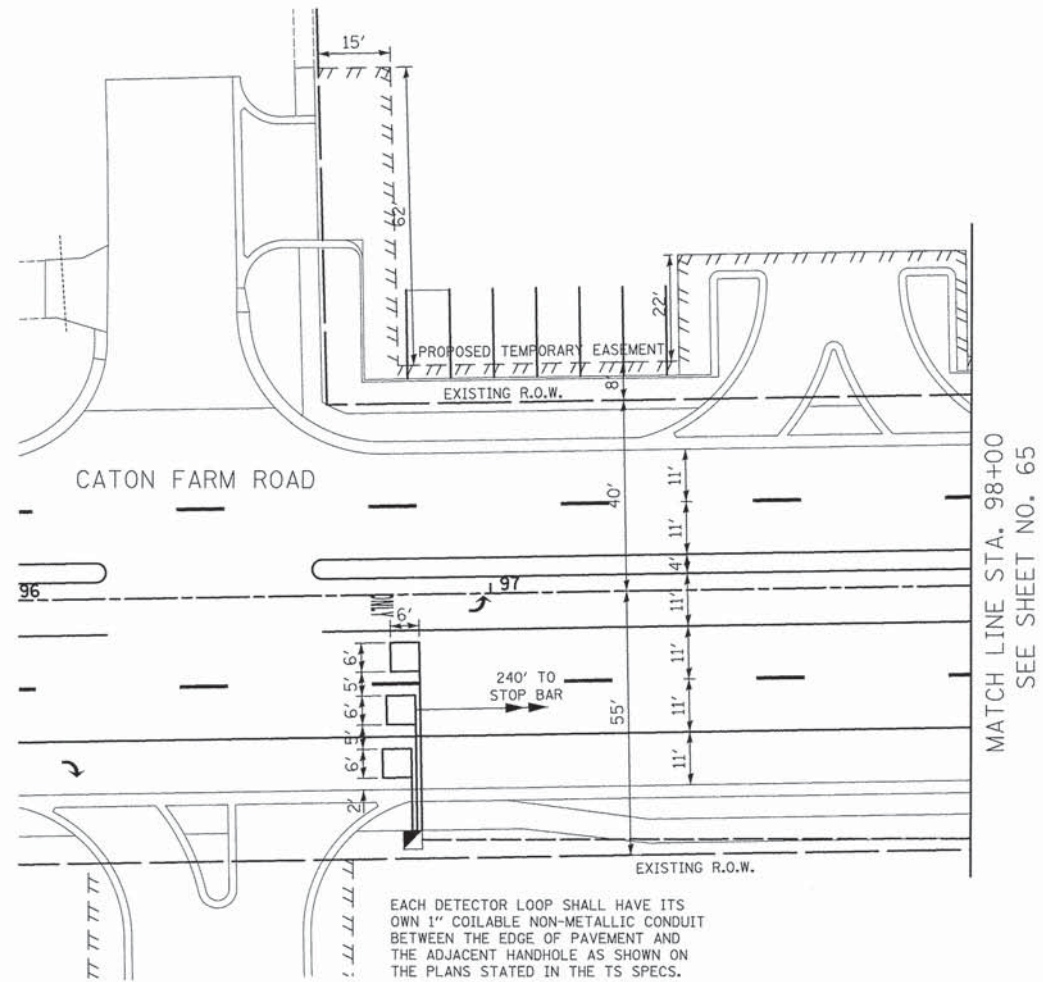 15'
62'
22'
PROPOSED TEMPORARY EASEMENT
8'
EXISTING R.O.W.
CATON FARM ROAD
11'
40'
11'
4'
96
97
11'
ONLY
6'
6'
11'
5'
240' TO
STOP BAR
6'
55'
11'
5'
6'
11'
2'
EXISTING R.O.W.
MATCH LINE STA. 98+00
SEE SHEET NO. 65
EACH DETECTOR LOOP SHALL HAVE ITS
OWN 1" COILABLE NON-METALLIC CONDUIT
BETWEEN THE EDGE OF PAVEMENT AND
THE ADJACENT HANDHOLE AS SHOWN ON
THE PLANS STATED IN THE TS SPECS.